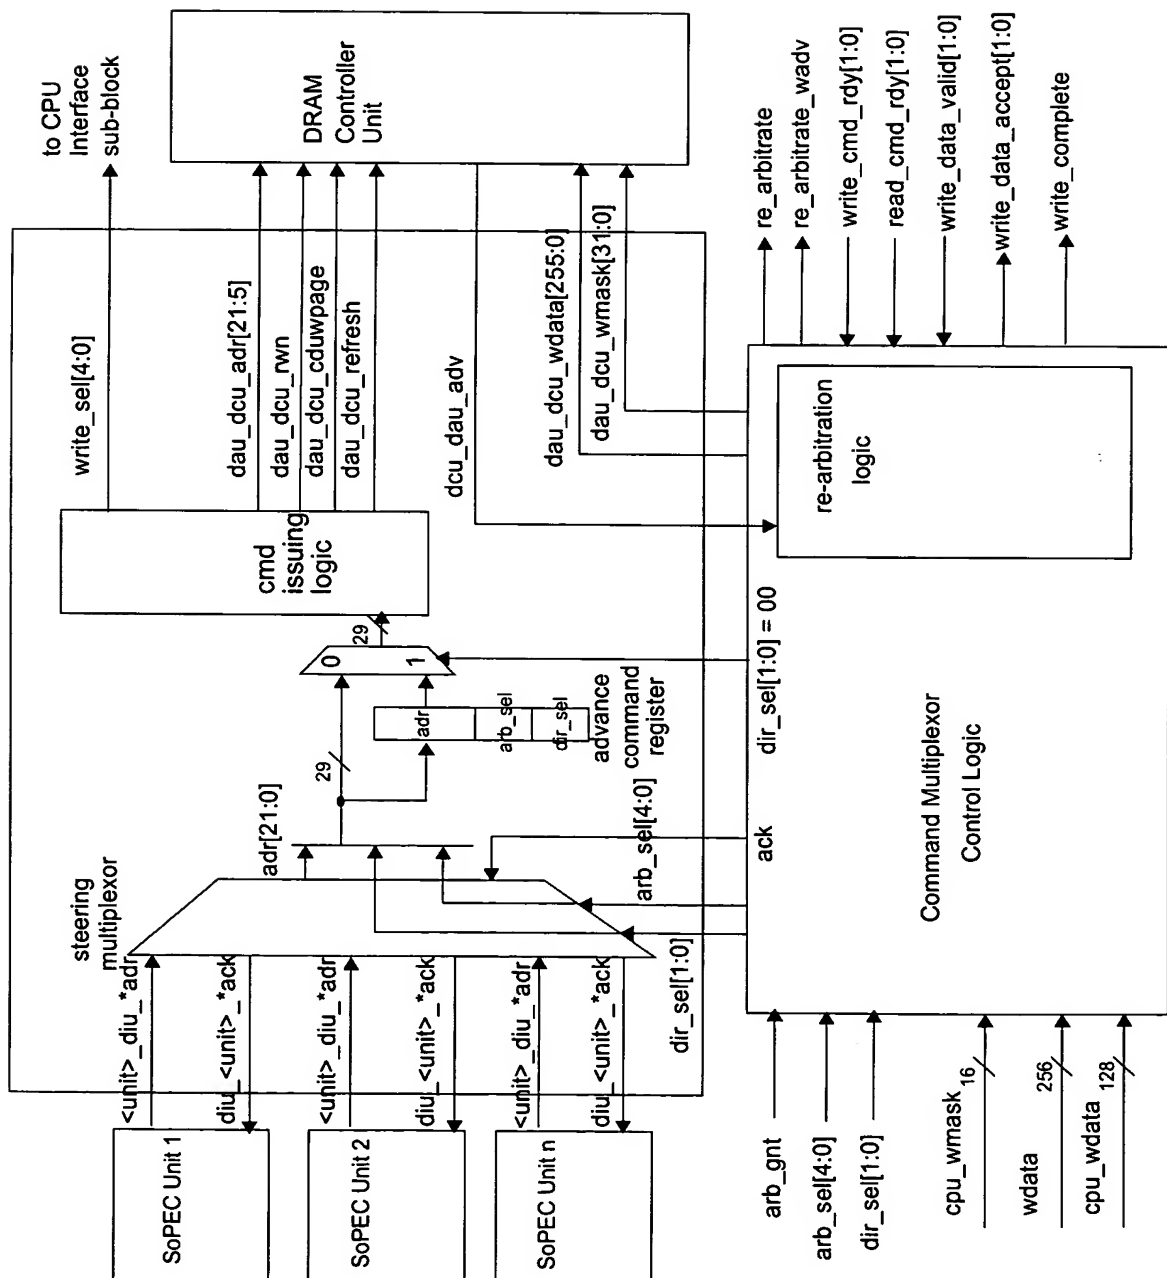 SoPEC Unit 1
SoPEC Unit 2
SoPEC Unit n
<unit>_diu_*adr
diu_<unit>_*ack
<unit>_diu_*adr
diu_<unit>_*ack
<unit>_diu_*adr
diu_<unit>_*ack
dir_sel[1:0]
steering
multiplexor
adr[21:0]
arb_sel[4:0]
29
adr
arb_sel
dir_sel
advance
command
register
0
1
29
cmd
issuing
logic
write_sel[4:0]
to CPU
Interface
sub-block
dau_dcu_adr[21:5]
dau_dcu_rwn
dau_dcu_cduwpage
dau_dcu_refresh
dcu_dau_adv
dau_dcu_wdata[255:0]
dau_dcu_wmask[31:0]
DRAM
Controller
Unit
arb_gnt
arb_sel[4:0]
dir_sel[1:0]
cpu_wmask
16
wdata
256
cpu_wdata
128
ack
dir_sel[1:0] = 00
Command Multiplexor
Control Logic
re-arbitration
logic
re_arbitrate
re_arbitrate_wadv
write_cmd_rdy[1:0]
read_cmd_rdy[1:0]
write_data_valid[1:0]
write_data_accept[1:0]
write_complete